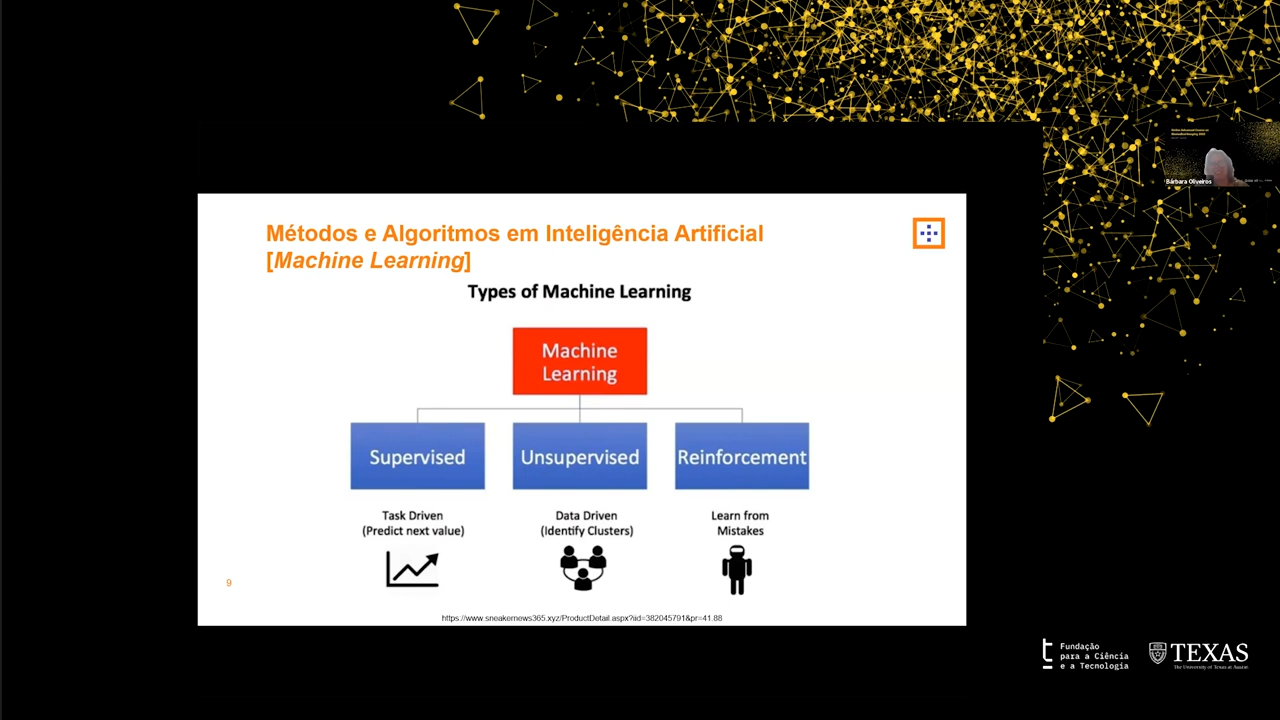 Métodos e Algoritmos em Inteligência Artificial
[Machine Learning]
Types of Machine Learning
Machine
Learning
Supervised
Unsupervised
Reinforcement
Task Driven
(Predict next value)
Data Driven
(Identify Clusters)
Learn from
Mistakes
9
https://www.sneakernews365.xyz/ProductDetail.aspx?iid=382045791&pr=41.88
Bárbara Oliveiros
Fundação
para a Ciência
e a Tecnologia
TEXAS
The University of Texas at Austin